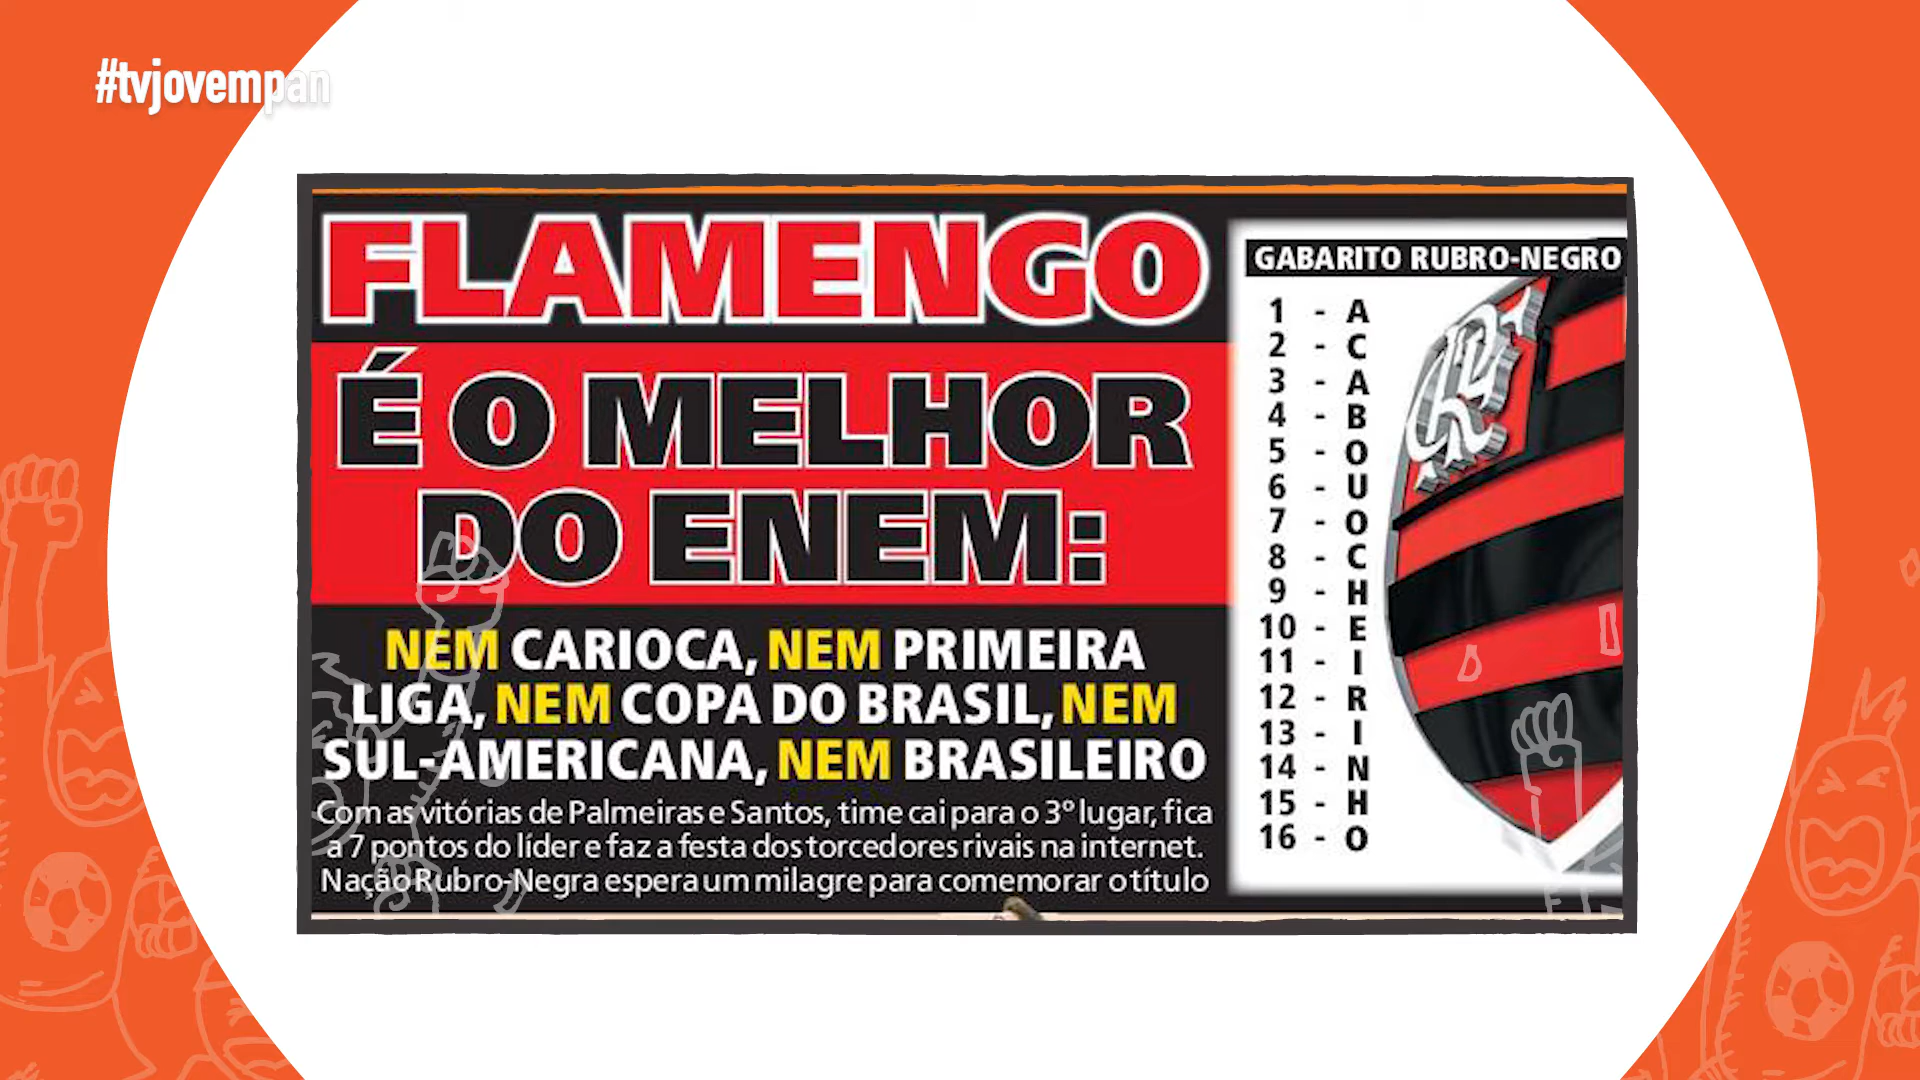 #tvjovempan
FLAMENGO
É O MELHOR
DO ENEM:
NEM CARIOCA, NEM PRIMEIRA
LIGA, NEM COPA DO BRASIL, NEM
SUL-AMERICANA, NEM BRASILEIRO
Com as vitórias de Palmeiras e Santos, time cai para o 3º lugar, fica
a 7 pontos do líder e faz a festa dos torcedores rivais na internet.
Nação Rubro-Negra espera um milagre para comemorar o título
GABARITO RUBRO-NEGRO
1 - A
2 - C
3 - A
4 - B
5 - O
6 - U
7 - O
8 - C
9 - H
10 - E
11 - I
12 - R
13 - I
14 - N
15 - H
16 - O
CRF